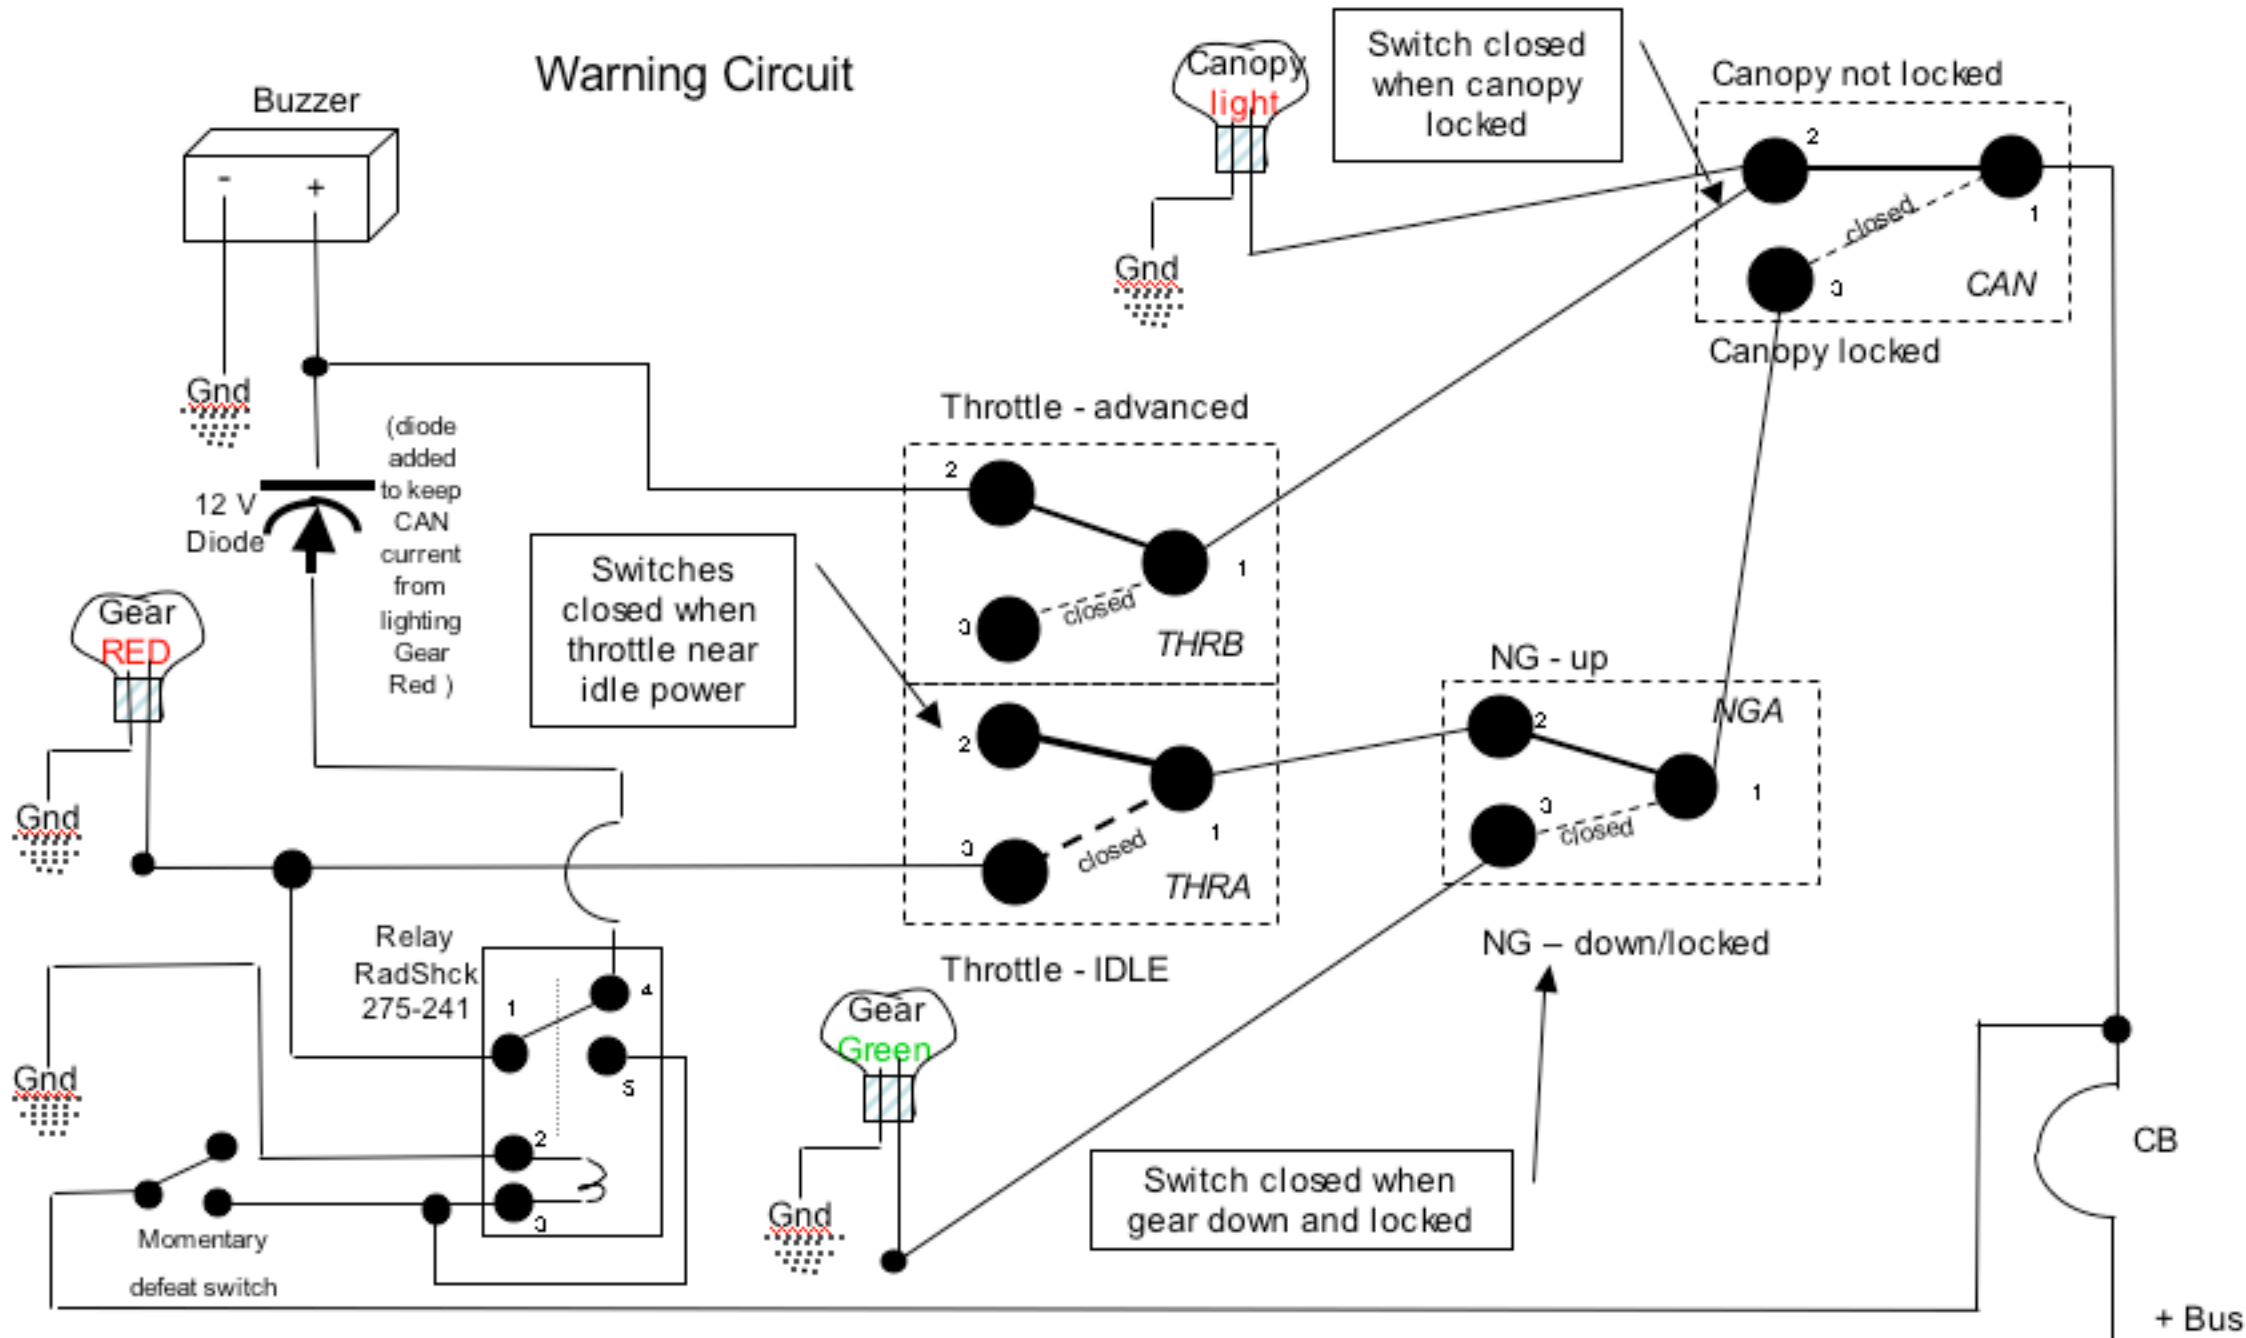 Warning Circuit
Buzzer
-
+
Gnd
12 V
Diode
(diode
added
to keep
CAN
current
from
lighting
Gear
Red )
Gear
RED
Gnd
Canopy
light
Gnd
Switch closed
when canopy
locked
Canopy not locked
2
1
closed
3
CAN
Canopy locked
Throttle - advanced
2
1
closed
3
THRB
Switches
closed when
throttle near
idle power
2
1
closed
3
THRA
Throttle - IDLE
NG - up
NGA
2
1
3
closed
NG – down/locked
Relay
RadShck
275-241
1
4
5
2
3
Gnd
Momentary
defeat switch
Gear
Green
Gnd
Switch closed when
gear down and locked
CB
+ Bus